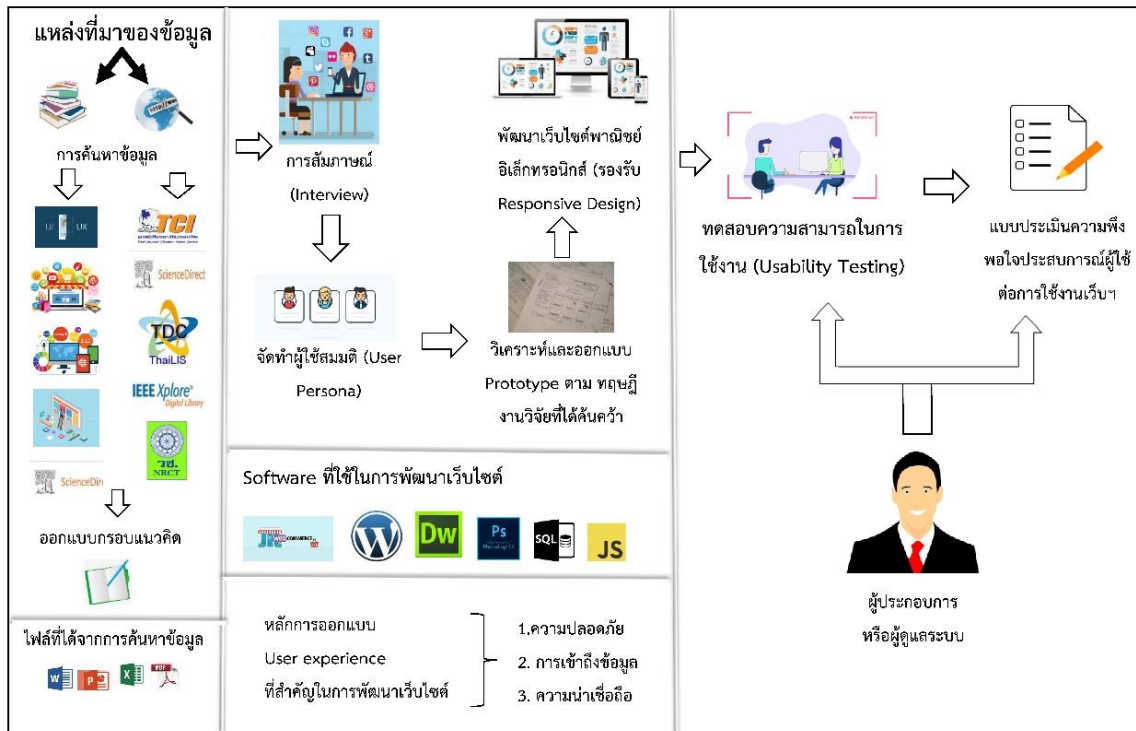 แหล่งที่มาของข้อมูล
http://www
การค้นหาข้อมูล
UI UX
TCI
ScienceDirect
TDC
ThaiLIS
IEEE Xplore®
Digital Library
วช.
NRCT
ScienceDin
ออกแบบกรอบแนวคิด
ไฟล์ที่ได้จากการค้นหาข้อมูล
PDF
การสัมภาษณ์
(Interview)
จัดทำผู้ใช้สมมติ (User
Persona)
วิเคราะห์และออกแบบ
Prototype ตาม ทฤษฎี
งานวิจัยที่ได้ค้นคว้า
พัฒนาเว็บไซต์พาณิชย์
อิเล็กทรอนิกส์ (รองรับ
Responsive Design)
Software ที่ใช้ในการพัฒนาเว็บไซต์
Dw
Ps
Photoshop CC
SQL
JS
หลักการออกแบบ
User experience
ที่สำคัญในการพัฒนาเว็บไซต์
1.ความปลอดภัย
2. การเข้าถึงข้อมูล
3. ความน่าเชื่อถือ
ทดสอบความสามารถในการ
ใช้งาน (Usability Testing)
แบบประเมินความพึง
พอใจประสบการณ์ผู้ใช้
ต่อการใช้งานเว็บฯ
ผู้ประกอบการ
หรือผู้ดูแลระบบ